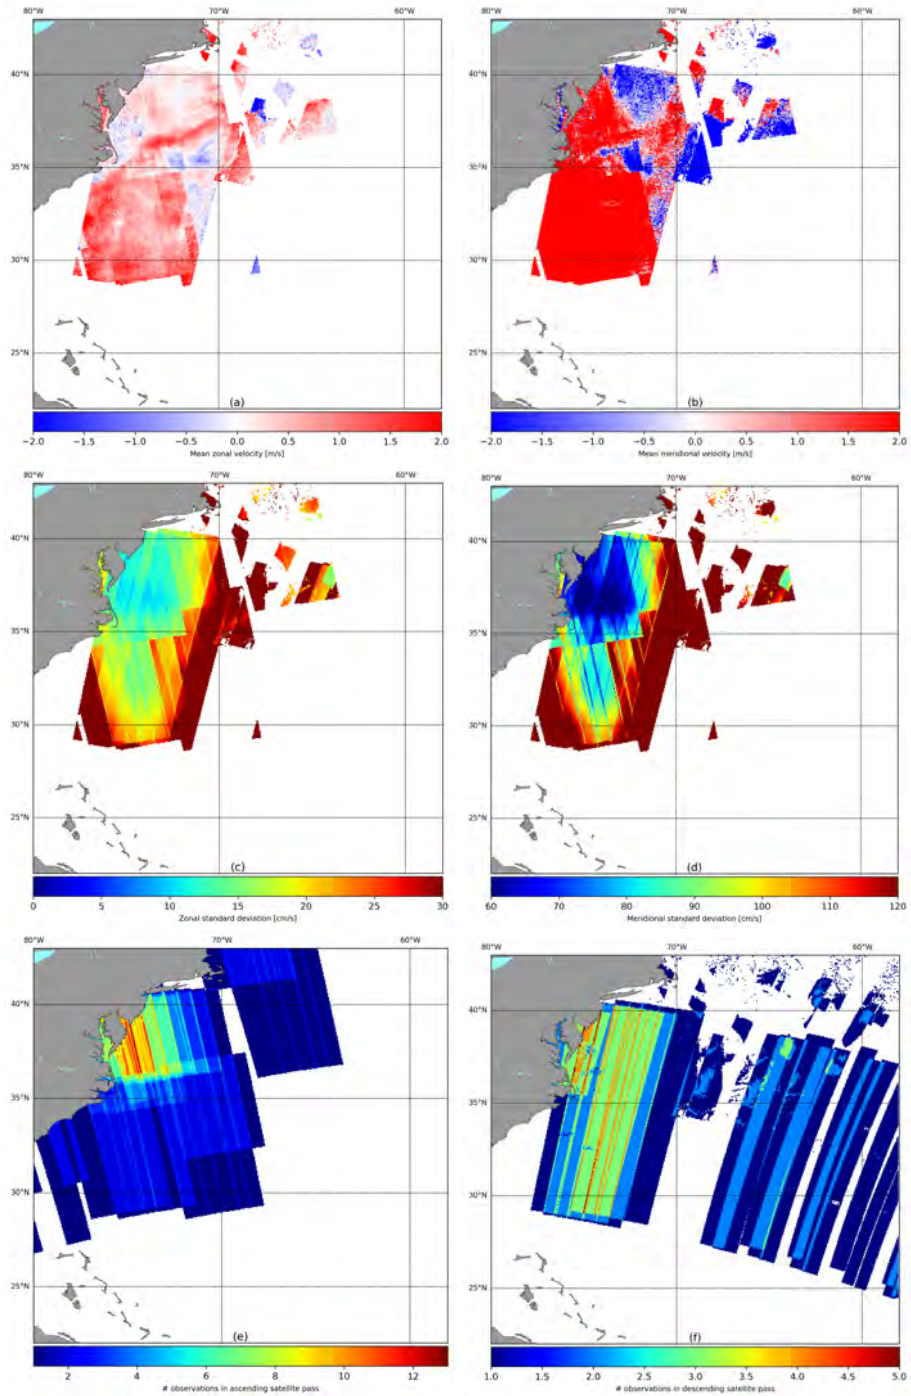 80°W 70°W 60°W
80°W 70°W 60°W
40°N
40°N
35°N
35°N
30°N
30°N
25°N
25°N
(a)
(b)
−2.0 −1.5 −1.0 −0.5 0.0 0.5 1.0 1.5 2.0
Mean zonal velocity [m/s]
−2.0 −1.5 −1.0 −0.5 0.0 0.5 1.0 1.5 2.0
Mean meridional velocity [m/s]
80°W 70°W 60°W
80°W 70°W 60°W
40°N
40°N
35°N
35°N
30°N
30°N
25°N
25°N
(c)
(d)
0 5 10 15 20 25 30
Zonal standard deviation [cm/s]
60 70 80 90 100 110 120
Meridional standard deviation [cm/s]
80°W 70°W 60°W
80°W 70°W 60°W
40°N
40°N
35°N
35°N
30°N
30°N
25°N
25°N
(e)
(f)
2 4 6 8 10 12
# observations in ascending satellite pass
1.0 1.5 2.0 2.5 3.0 3.5 4.0 4.5 5.0
# observations in descending satellite pass